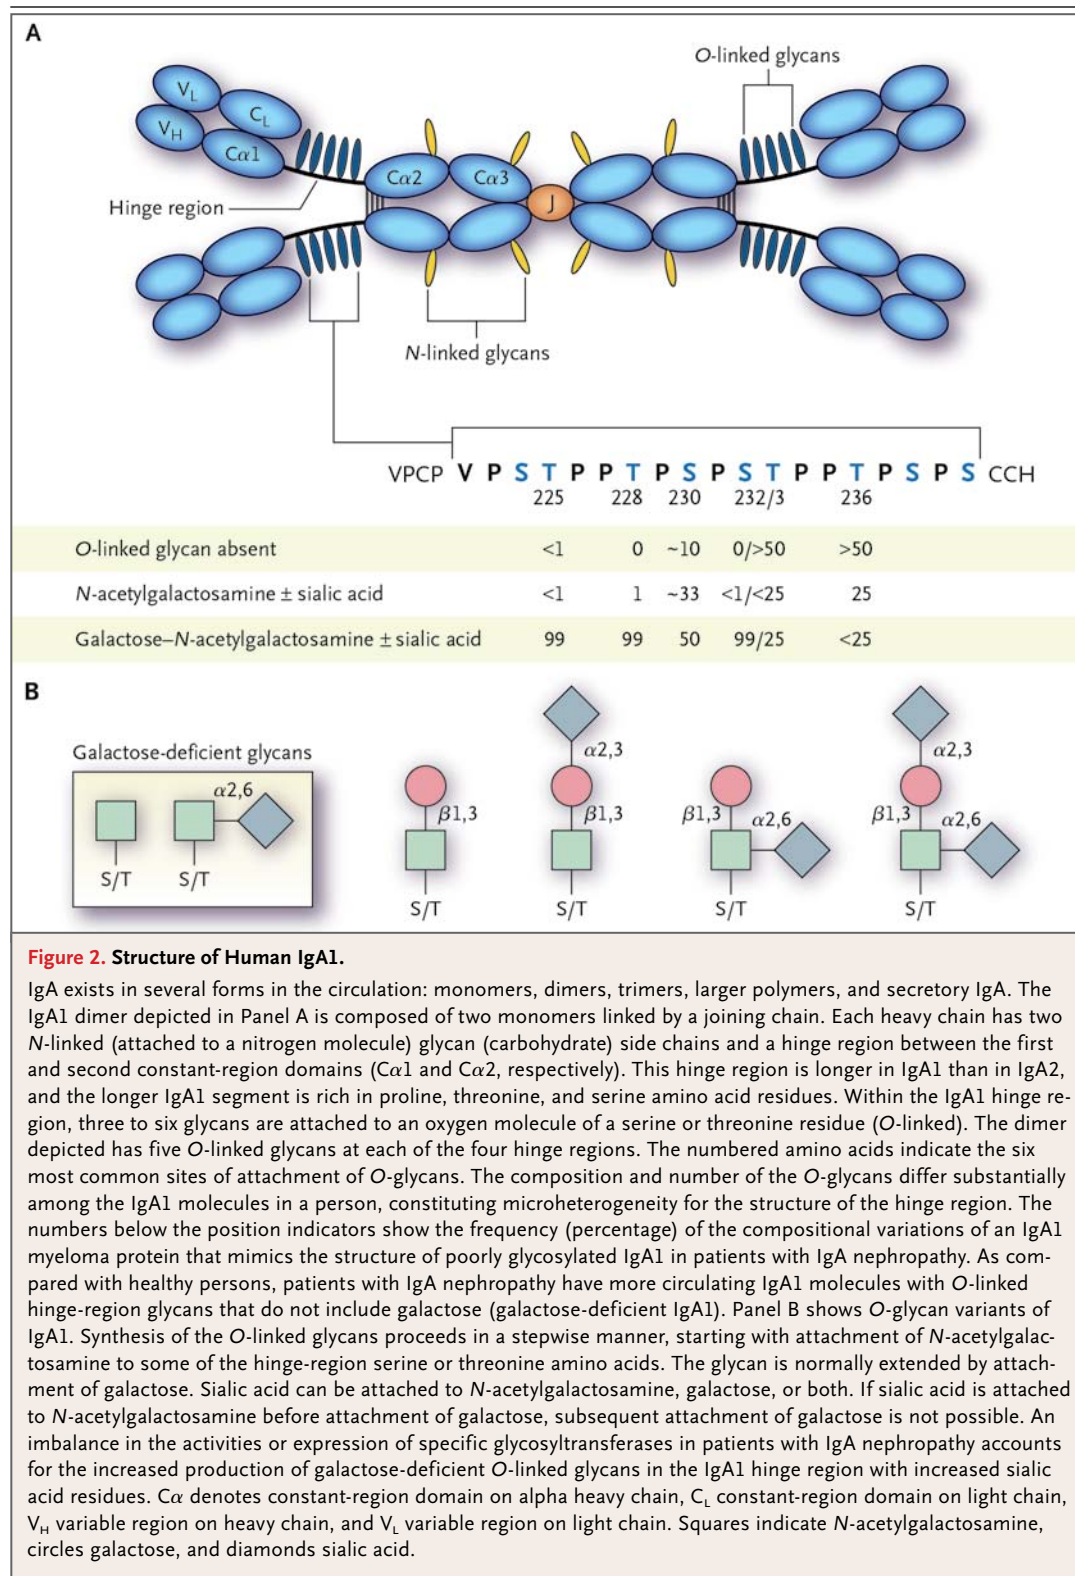 A
O-linked glycans
V_L
C_L
V_H
Cα1
Cα2
Cα3
J
Hinge region
N-linked glycans
VPCP V P S T P P T P S P S T P P T P S P S CCH
225 228 230 232/3 236
O-linked glycan absent <1 0 ~10 0/>50 >50
N-acetylgalactosamine ± sialic acid <1 1 ~33 <1/<25 25
Galactose–N-acetylgalactosamine ± sialic acid 99 99 50 99/25 <25
B
Galactose-deficient glycans
α2,6
S/T S/T
β1,3
S/T
α2,3
β1,3
S/T
β1,3 α2,6
S/T
α2,3
β1,3 α2,6
S/T
Figure 2. Structure of Human IgA1.
IgA exists in several forms in the circulation: monomers, dimers, trimers, larger polymers, and secretory IgA. The
IgA1 dimer depicted in Panel A is composed of two monomers linked by a joining chain. Each heavy chain has two
N-linked (attached to a nitrogen molecule) glycan (carbohydrate) side chains and a hinge region between the first
and second constant-region domains (Cα1 and Cα2, respectively). This hinge region is longer in IgA1 than in IgA2,
and the longer IgA1 segment is rich in proline, threonine, and serine amino acid residues. Within the IgA1 hinge re-
gion, three to six glycans are attached to an oxygen molecule of a serine or threonine residue (O-linked). The dimer
depicted has five O-linked glycans at each of the four hinge regions. The numbered amino acids indicate the six
most common sites of attachment of O-glycans. The composition and number of the O-glycans differ substantially
among the IgA1 molecules in a person, constituting microheterogeneity for the structure of the hinge region. The
numbers below the position indicators show the frequency (percentage) of the compositional variations of an IgA1
myeloma protein that mimics the structure of poorly glycosylated IgA1 in patients with IgA nephropathy. As com-
pared with healthy persons, patients with IgA nephropathy have more circulating IgA1 molecules with O-linked
hinge-region glycans that do not include galactose (galactose-deficient IgA1). Panel B shows O-glycan variants of
IgA1. Synthesis of the O-linked glycans proceeds in a stepwise manner, starting with attachment of N-acetylgalac-
tosamine to some of the hinge-region serine or threonine amino acids. The glycan is normally extended by attach-
ment of galactose. Sialic acid can be attached to N-acetylgalactosamine, galactose, or both. If sialic acid is attached
to N-acetylgalactosamine before attachment of galactose, subsequent attachment of galactose is not possible. An
imbalance in the activities or expression of specific glycosyltransferases in patients with IgA nephropathy accounts
for the increased production of galactose-deficient O-linked glycans in the IgA1 hinge region with increased sialic
acid residues. Cα denotes constant-region domain on alpha heavy chain, C_L constant-region domain on light chain,
V_H variable region on heavy chain, and V_L variable region on light chain. Squares indicate N-acetylgalactosamine,
circles galactose, and diamonds sialic acid.